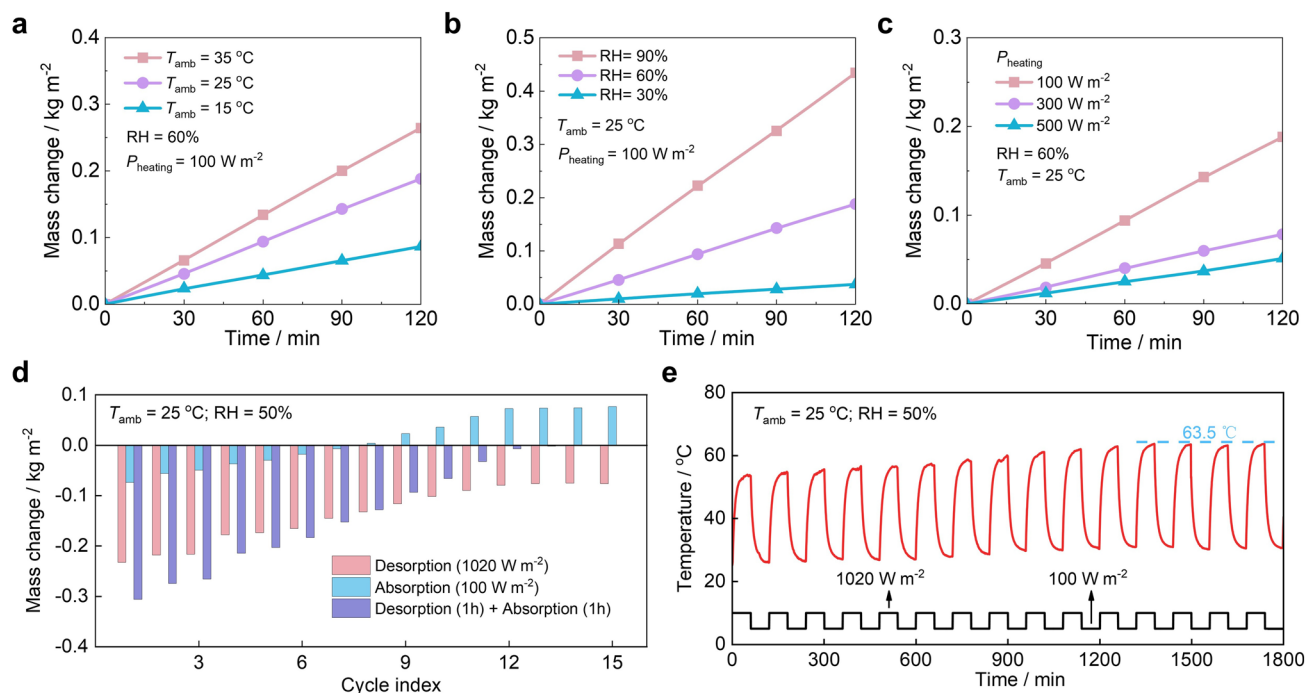 a
Mass change / kg m-2
0.4
0.3
0.2
0.1
0.0
Tamb = 35 oC
Tamb = 25 oC
Tamb = 15 oC
RH = 60%
Pheating = 100 W m-2
0 30 60 90 120
Time / min
b
Mass change / kg m-2
0.5
0.4
0.3
0.2
0.1
0.0
RH= 90%
RH= 60%
RH= 30%
Tamb = 25 oC
Pheating = 100 W m-2
0 30 60 90 120
Time / min
c
Mass change / kg m-2
0.3
0.2
0.1
0.0
Pheating
100 W m-2
300 W m-2
500 W m-2
RH = 60%
Tamb = 25 oC
0 30 60 90 120
Time / min
d
Mass change / kg m-2
0.1
0.0
-0.1
-0.2
-0.3
-0.4
Tamb = 25 oC; RH = 50%
Desorption (1020 W m-2)
Absorption (100 W m-2)
Desorption (1h) + Absorption (1h)
3 6 9 12 15
Cycle index
e
Temperature / oC
80
60
40
20
0
Tamb = 25 oC; RH = 50%
63.5 ℃
1020 W m-2
100 W m-2
0 300 600 900 1200 1500 1800
Time / min